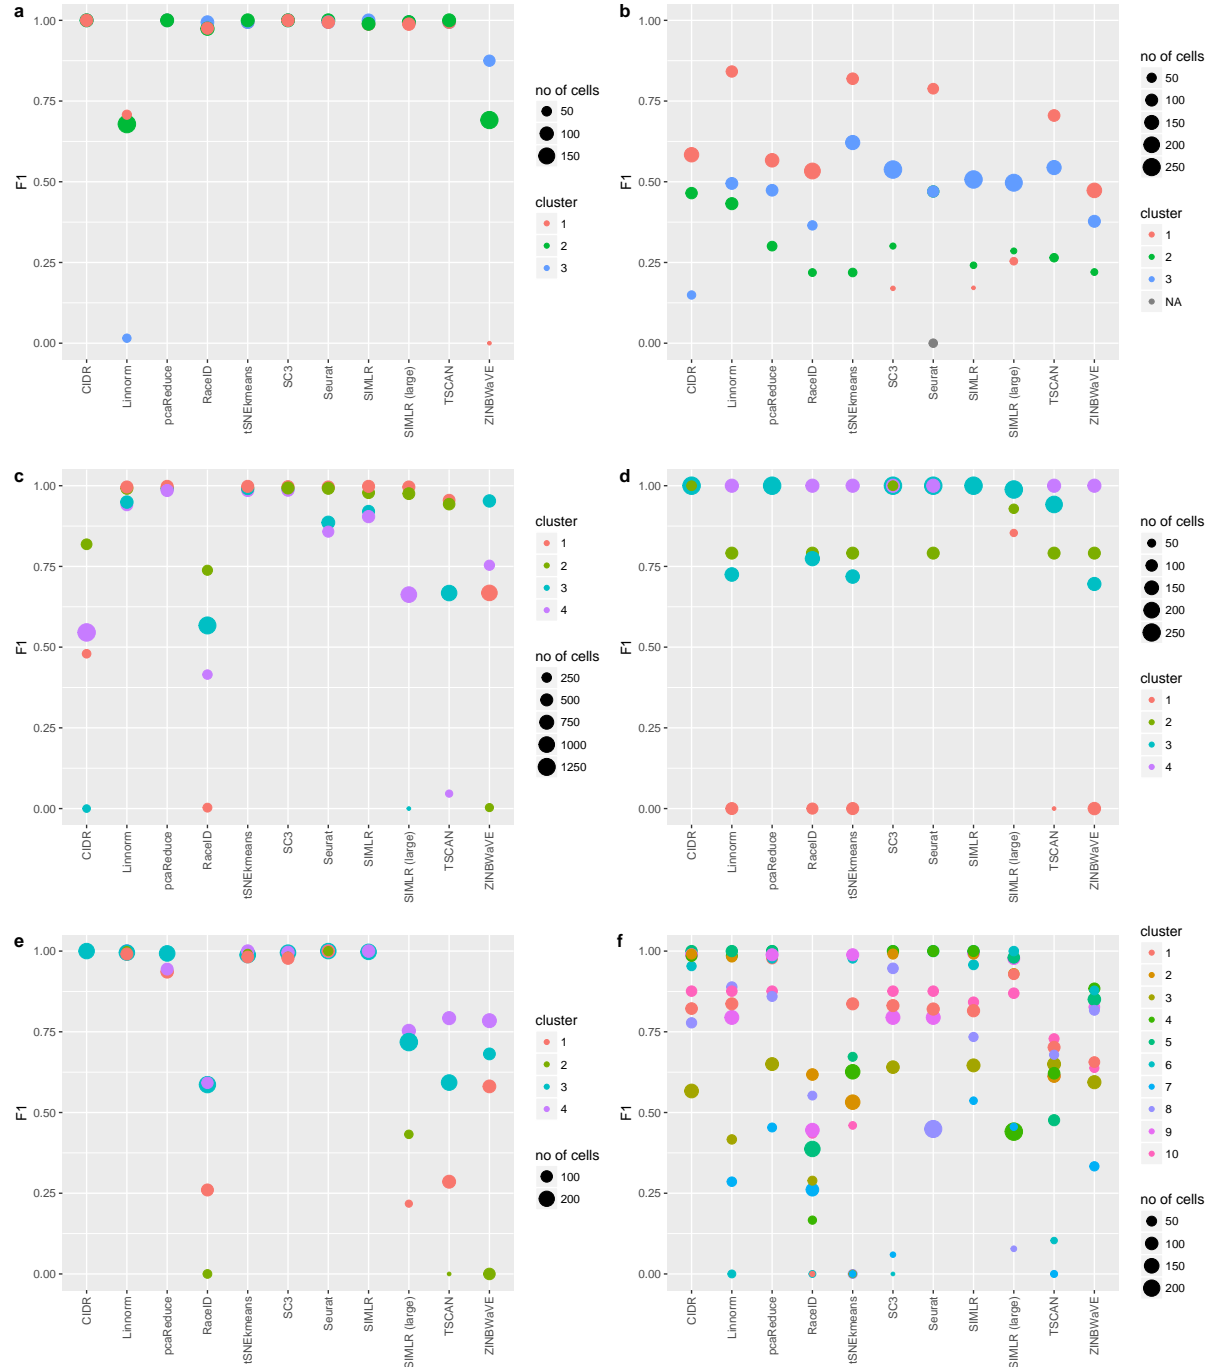 a
1.00
0.75
0.50
0.25
0.00
F1
CIDR
Linnorm
pcaReduce
RaceID
tSNEkmeans
SC3
Seurat
SIMLR
SIMLR (large)
TSCAN
ZINBWaVE
no of cells
50
100
150
cluster
1
2
3
b
1.00
0.75
0.50
0.25
0.00
F1
CIDR
Linnorm
pcaReduce
RaceID
tSNEkmeans
SC3
Seurat
SIMLR
SIMLR (large)
TSCAN
ZINBWaVE
no of cells
50
100
150
200
250
cluster
1
2
3
NA
c
1.00
0.75
0.50
0.25
0.00
F1
CIDR
Linnorm
pcaReduce
RaceID
tSNEkmeans
SC3
Seurat
SIMLR
SIMLR (large)
TSCAN
ZINBWaVE
cluster
1
2
3
4
no of cells
250
500
750
1000
1250
d
1.00
0.75
0.50
0.25
0.00
F1
CIDR
Linnorm
pcaReduce
RaceID
tSNEkmeans
SC3
Seurat
SIMLR
SIMLR (large)
TSCAN
ZINBWaVE
no of cells
50
100
150
200
250
cluster
1
2
3
4
e
1.00
0.75
0.50
0.25
0.00
F1
CIDR
Linnorm
pcaReduce
RaceID
tSNEkmeans
SC3
Seurat
SIMLR
SIMLR (large)
TSCAN
ZINBWaVE
cluster
1
2
3
4
no of cells
100
200
f
1.00
0.75
0.50
0.25
0.00
F1
CIDR
Linnorm
pcaReduce
RaceID
tSNEkmeans
SC3
Seurat
SIMLR
SIMLR (large)
TSCAN
ZINBWaVE
cluster
1
2
3
4
5
6
7
8
9
10
no of cells
50
100
150
200